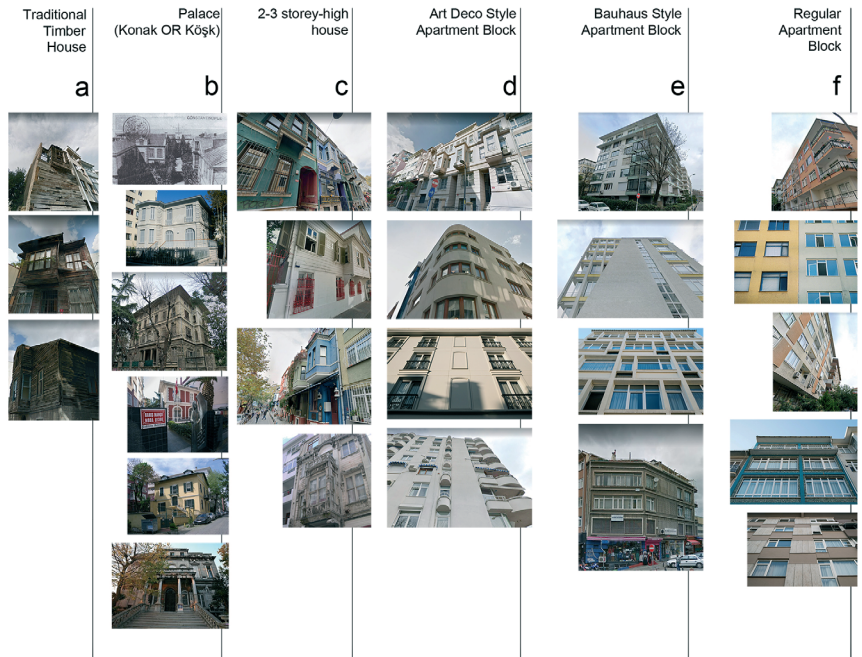 Traditional
Timber
House
a
Palace
(Konak OR Köşk)
b
2-3 storey-high
house
c
Art Deco Style
Apartment Block
d
Bauhaus Style
Apartment Block
e
Regular
Apartment
Block
f